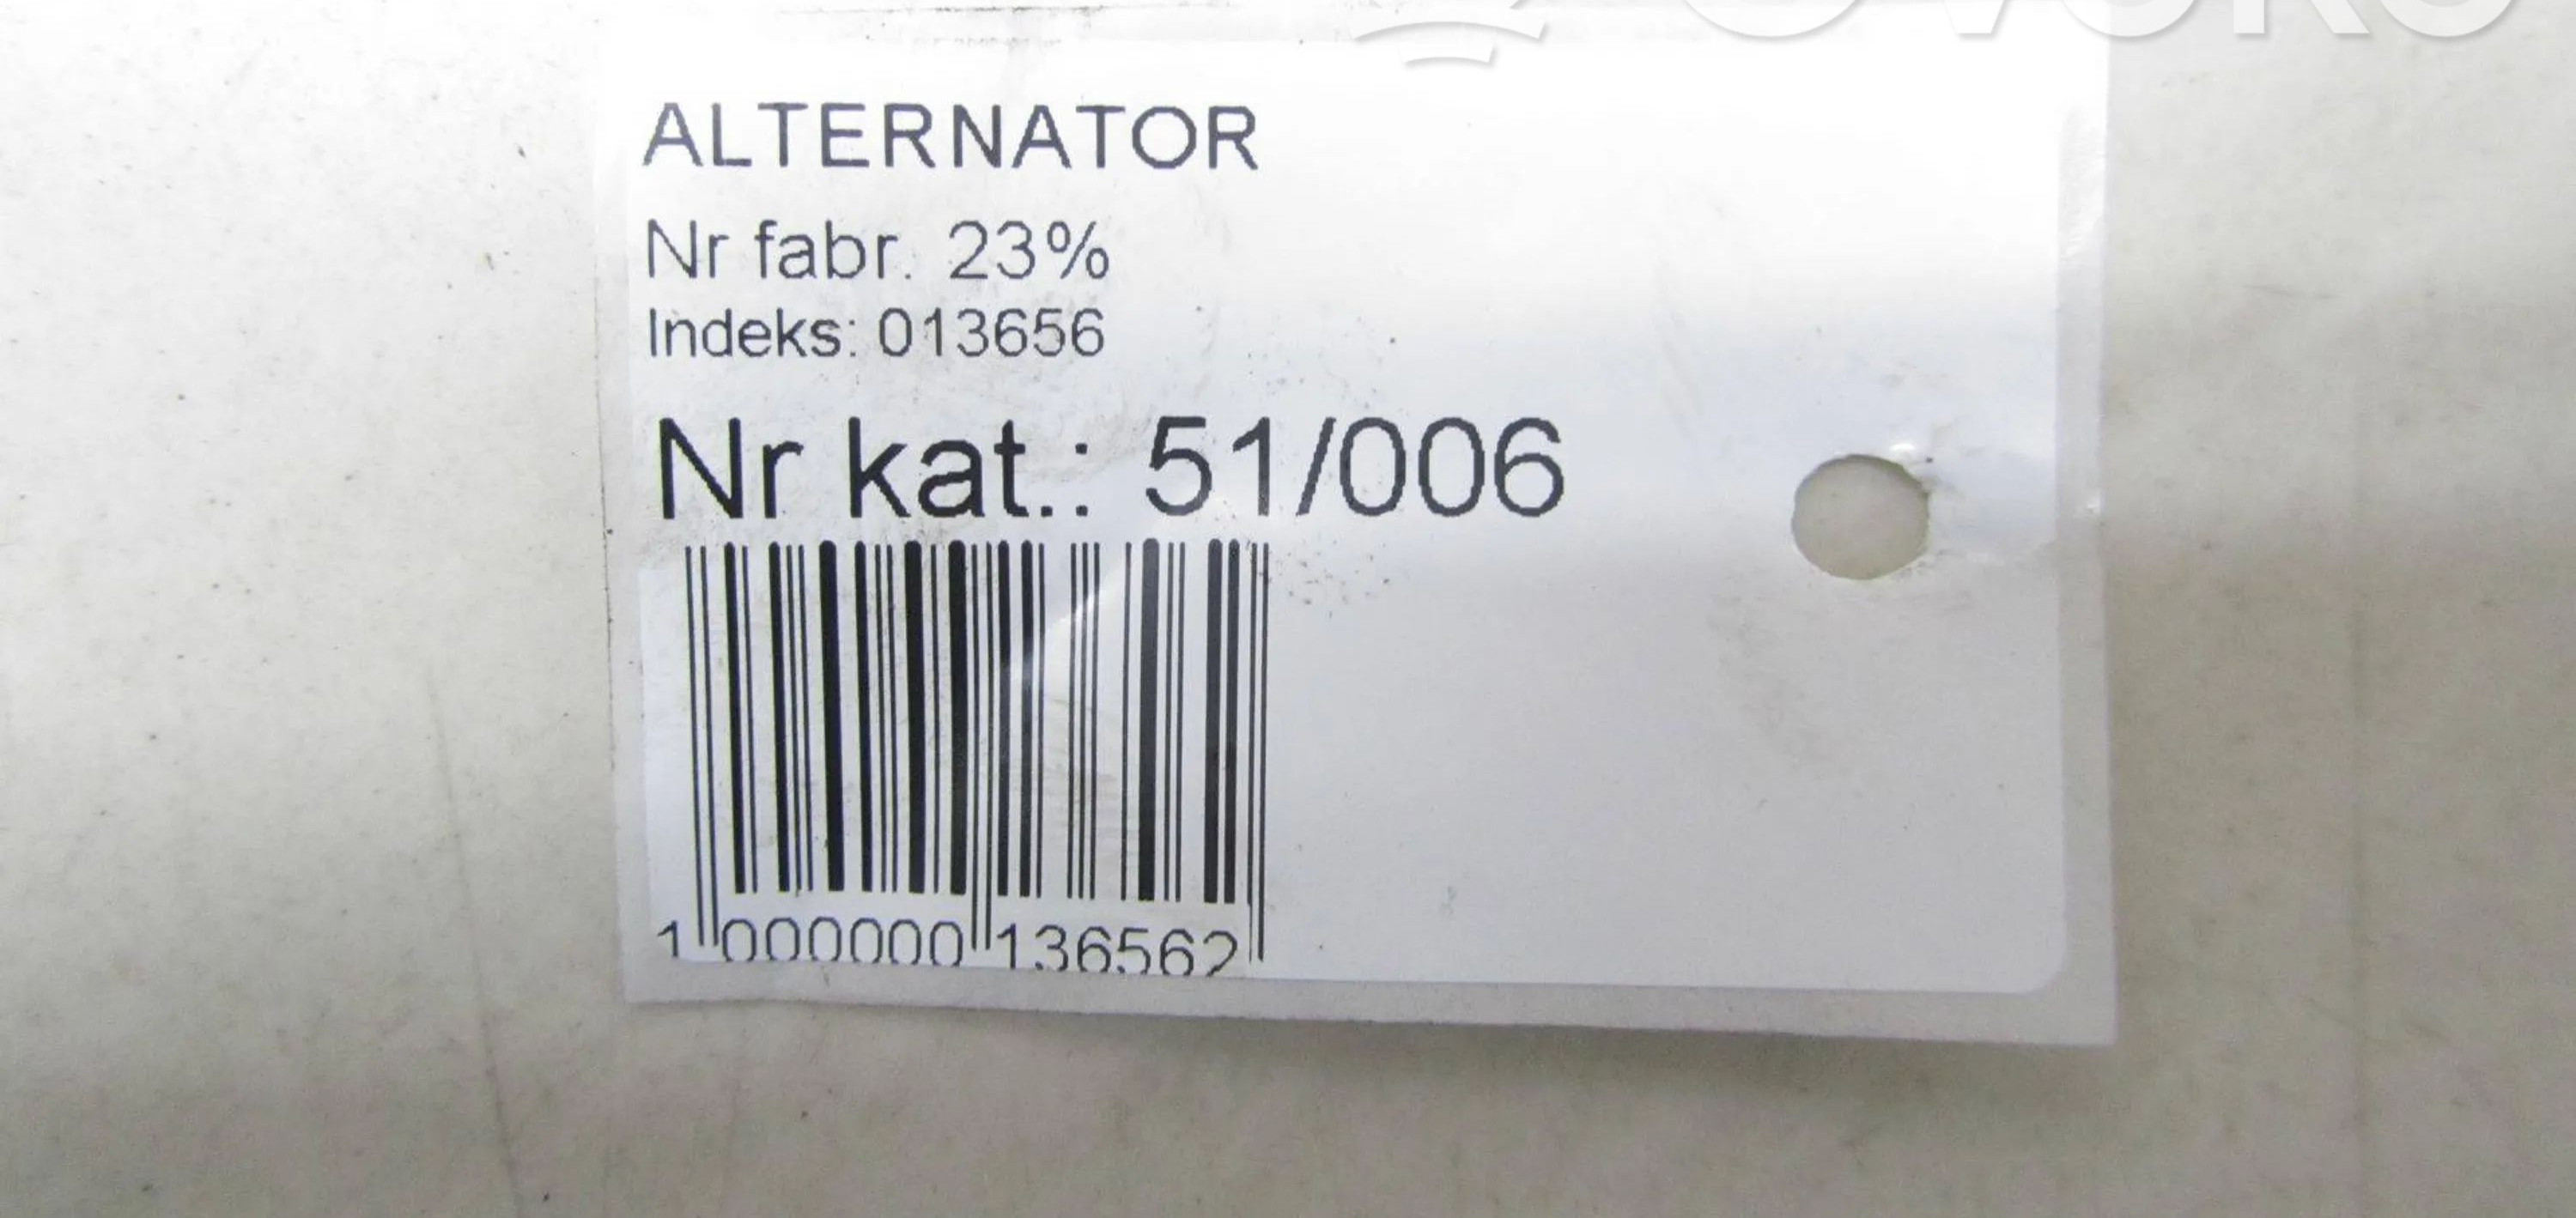 ALTERNATOR
Nr fabr. 23%
Indeks: 013656
Nr kat.: 51/006
1 000000 136562